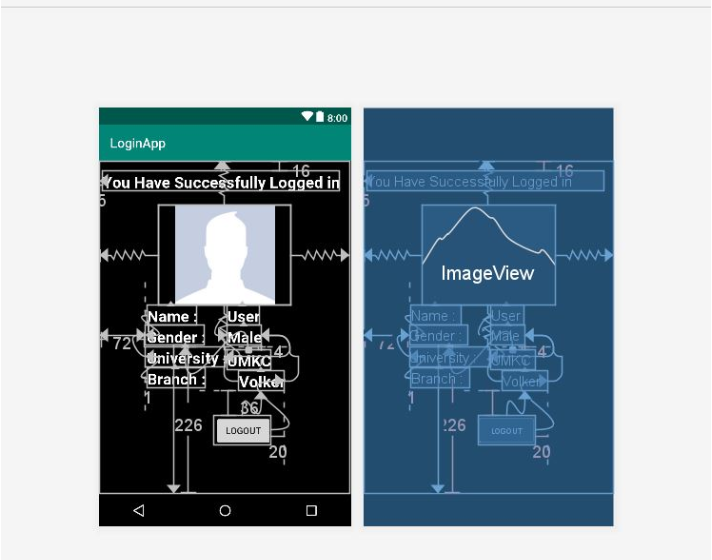 8:00
LoginApp
16
You Have Successfully Logged in
5
Name :
User
Gender :
Male
72
4
University :
UMKC
Branch :
Volker
1
36
226
LOGOUT
20
16
You Have Successfully Logged in
5
ImageView
Name :
User
Gender :
Male
72
4
University :
UMKC
Branch :
Volker
1
226
LOGOUT
20